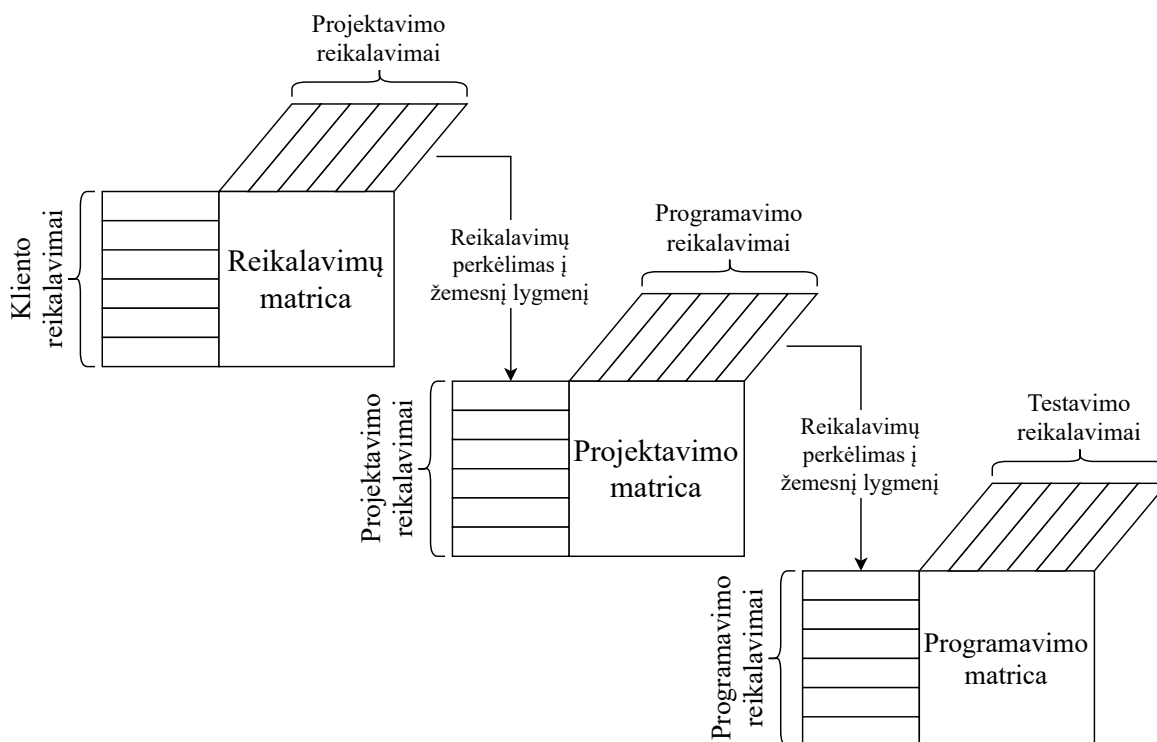 Projektavimo
reikalavimai
Kliento
reikalavimai
Reikalavimų
matrica
Reikalavimų
perkėlimas į
žemesnį lygmenį
Programavimo
reikalavimai
Projektavimo
reikalavimai
Projektavimo
matrica
Reikalavimų
perkėlimas į
žemesnį lygmenį
Testavimo
reikalavimai
Programavimo
reikalavimai
Programavimo
matrica